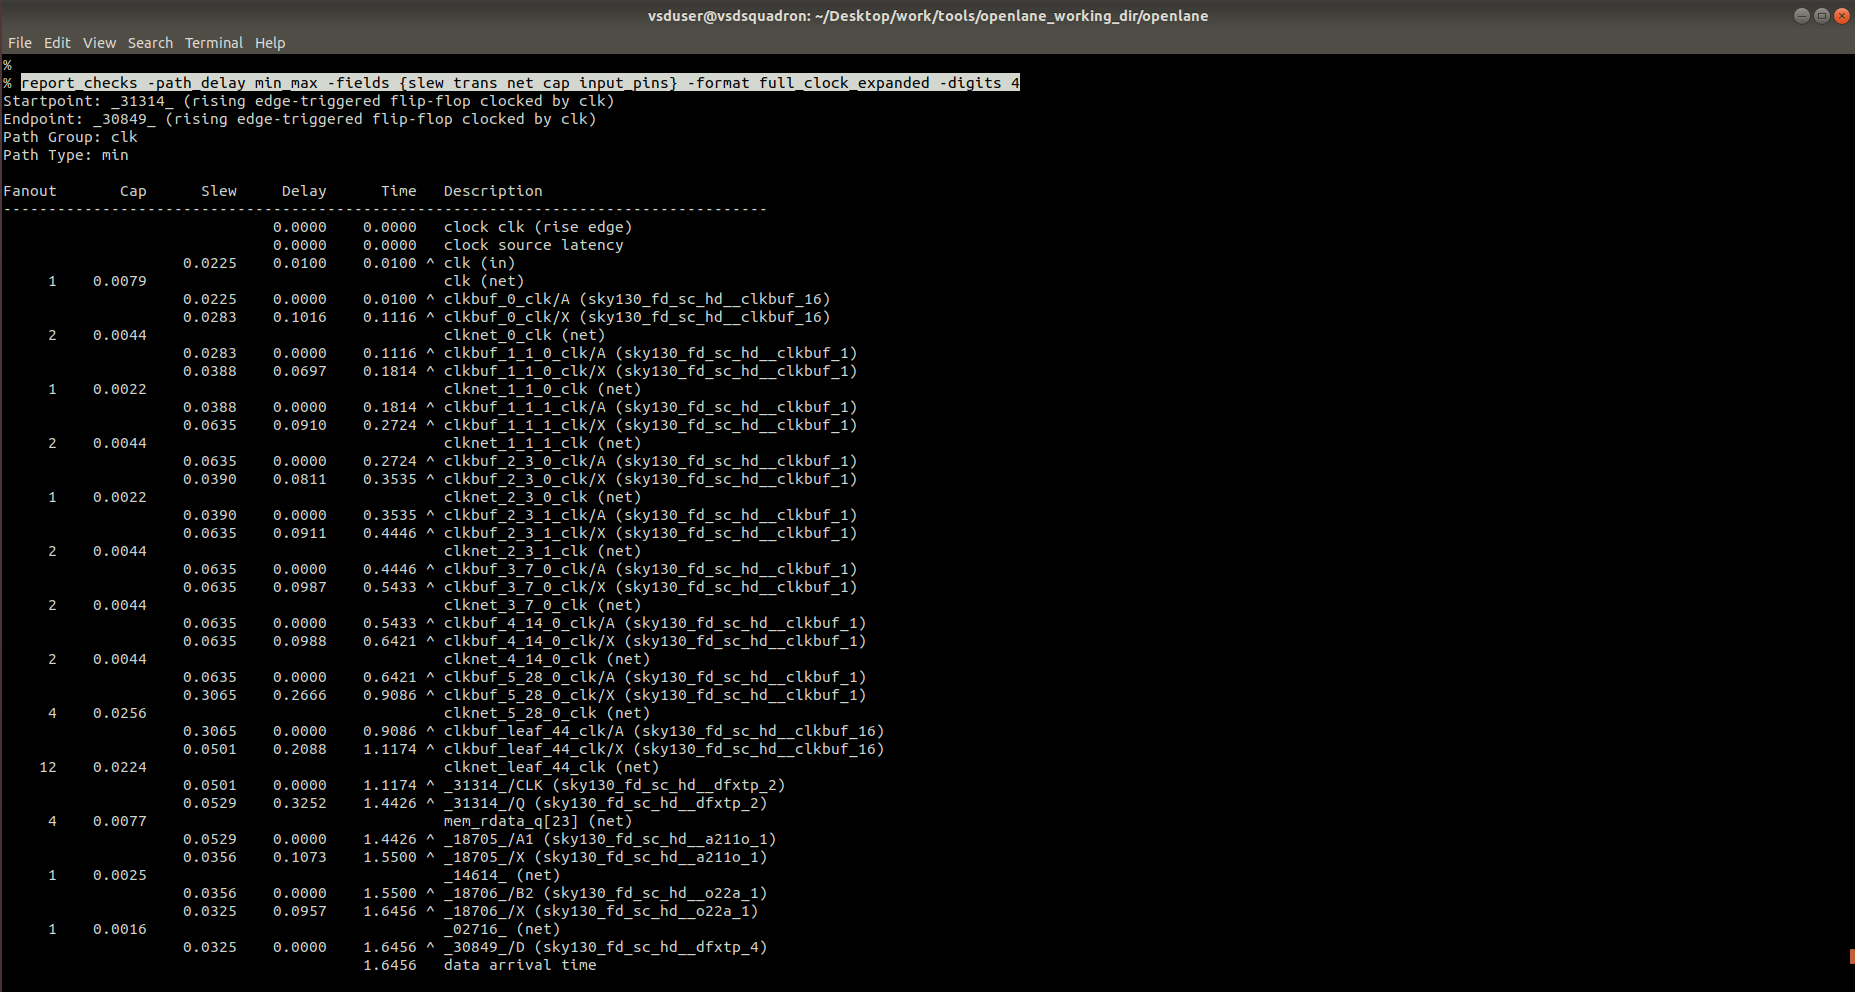 vsduser@vsdsquadron: ~/Desktop/work/tools/openlane_working_dir/openlane
File Edit View Search Terminal Help
%
% report_checks -path_delay min_max -fields {slew trans net cap input_pins} -format full_clock_expanded -digits 4
Startpoint: _31314_ (rising edge-triggered flip-flop clocked by clk)
Endpoint: _30849_ (rising edge-triggered flip-flop clocked by clk)
Path Group: clk
Path Type: min
Fanout       Cap      Slew     Delay      Time   Description
-------------------------------------------------------------------------------------
                              0.0000    0.0000   clock clk (rise edge)
                              0.0000    0.0000   clock source latency
                    0.0225    0.0100    0.0100 ^ clk (in)
     1    0.0079                                 clk (net)
                    0.0225    0.0000    0.0100 ^ clkbuf_0_clk/A (sky130_fd_sc_hd__clkbuf_16)
                    0.0283    0.1016    0.1116 ^ clkbuf_0_clk/X (sky130_fd_sc_hd__clkbuf_16)
     2    0.0044                                 clknet_0_clk (net)
                    0.0283    0.0000    0.1116 ^ clkbuf_1_1_0_clk/A (sky130_fd_sc_hd__clkbuf_1)
                    0.0388    0.0697    0.1814 ^ clkbuf_1_1_0_clk/X (sky130_fd_sc_hd__clkbuf_1)
     1    0.0022                                 clknet_1_1_0_clk (net)
                    0.0388    0.0000    0.1814 ^ clkbuf_1_1_1_clk/A (sky130_fd_sc_hd__clkbuf_1)
                    0.0635    0.0910    0.2724 ^ clkbuf_1_1_1_clk/X (sky130_fd_sc_hd__clkbuf_1)
     2    0.0044                                 clknet_1_1_1_clk (net)
                    0.0635    0.0000    0.2724 ^ clkbuf_2_3_0_clk/A (sky130_fd_sc_hd__clkbuf_1)
                    0.0390    0.0811    0.3535 ^ clkbuf_2_3_0_clk/X (sky130_fd_sc_hd__clkbuf_1)
     1    0.0022                                 clknet_2_3_0_clk (net)
                    0.0390    0.0000    0.3535 ^ clkbuf_2_3_1_clk/A (sky130_fd_sc_hd__clkbuf_1)
                    0.0635    0.0911    0.4446 ^ clkbuf_2_3_1_clk/X (sky130_fd_sc_hd__clkbuf_1)
     2    0.0044                                 clknet_2_3_1_clk (net)
                    0.0635    0.0000    0.4446 ^ clkbuf_3_7_0_clk/A (sky130_fd_sc_hd__clkbuf_1)
                    0.0635    0.0987    0.5433 ^ clkbuf_3_7_0_clk/X (sky130_fd_sc_hd__clkbuf_1)
     2    0.0044                                 clknet_3_7_0_clk (net)
                    0.0635    0.0000    0.5433 ^ clkbuf_4_14_0_clk/A (sky130_fd_sc_hd__clkbuf_1)
                    0.0635    0.0988    0.6421 ^ clkbuf_4_14_0_clk/X (sky130_fd_sc_hd__clkbuf_1)
     2    0.0044                                 clknet_4_14_0_clk (net)
                    0.0635    0.0000    0.6421 ^ clkbuf_5_28_0_clk/A (sky130_fd_sc_hd__clkbuf_1)
                    0.3065    0.2666    0.9086 ^ clkbuf_5_28_0_clk/X (sky130_fd_sc_hd__clkbuf_1)
     4    0.0256                                 clknet_5_28_0_clk (net)
                    0.3065    0.0000    0.9086 ^ clkbuf_leaf_44_clk/A (sky130_fd_sc_hd__clkbuf_16)
                    0.0501    0.2088    1.1174 ^ clkbuf_leaf_44_clk/X (sky130_fd_sc_hd__clkbuf_16)
    12    0.0224                                 clknet_leaf_44_clk (net)
                    0.0501    0.0000    1.1174 ^ _31314_/CLK (sky130_fd_sc_hd__dfxtp_2)
                    0.0529    0.3252    1.4426 ^ _31314_/Q (sky130_fd_sc_hd__dfxtp_2)
     4    0.0077                                 mem_rdata_q[23] (net)
                    0.0529    0.0000    1.4426 ^ _18705_/A1 (sky130_fd_sc_hd__a211o_1)
                    0.0356    0.1073    1.5500 ^ _18705_/X (sky130_fd_sc_hd__a211o_1)
     1    0.0025                                 _14614_ (net)
                    0.0356    0.0000    1.5500 ^ _18706_/B2 (sky130_fd_sc_hd__o22a_1)
                    0.0325    0.0957    1.6456 ^ _18706_/X (sky130_fd_sc_hd__o22a_1)
     1    0.0016                                 _02716_ (net)
                    0.0325    0.0000    1.6456 ^ _30849_/D (sky130_fd_sc_hd__dfxtp_4)
                                        1.6456   data arrival time